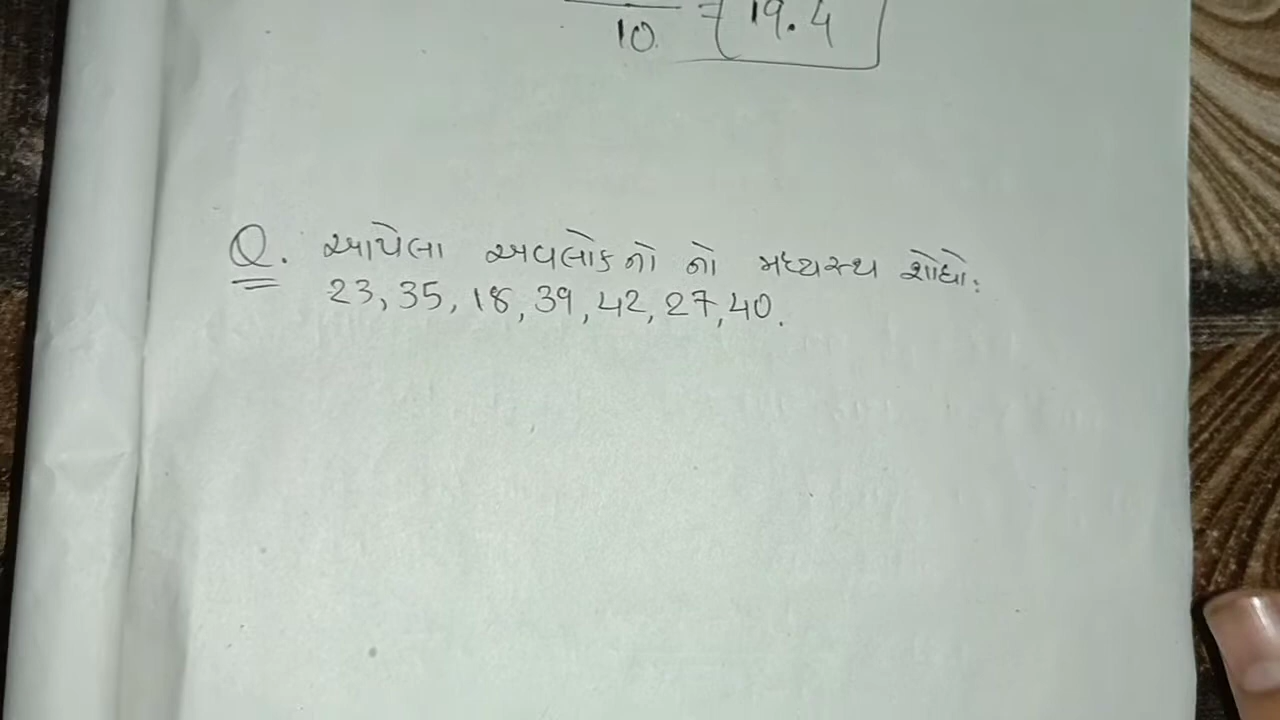 10 = 19.4
Q. આપેલા અવલોકનો નો મધ્યસ્થ શોધો:
23, 35, 18, 39, 42, 27, 40.